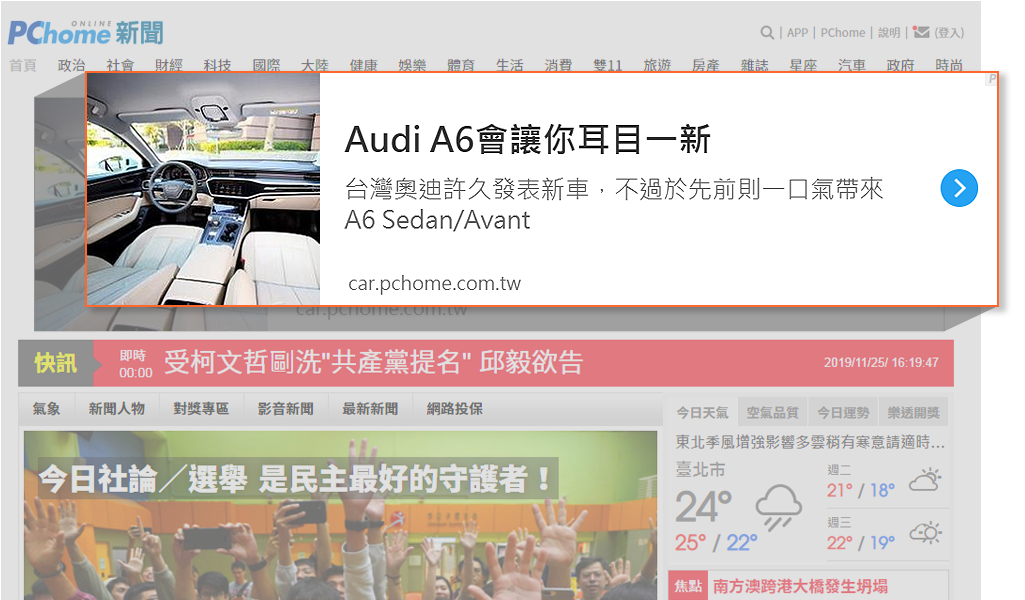 PChome ONLINE 新聞
APP | PChome | 說明 | (登入)
首頁 政治 社會 財經 科技 國際 大陸 健康 娛樂 體育 生活 消費 雙11 旅遊 房產 雜誌 星座 汽車 政府 時尚
P
Audi A6會讓你耳目一新
台灣奧迪許久發表新車，不過於先前則一口氣帶來
A6 Sedan/Avant
car.pchome.com.tw
car.pchome.com.tw
快訊 即時 00:00 受柯文哲圖洗"共產黨提名" 邱毅欲告 2019/11/25/ 16:19:47
氣象 新聞人物 對獎專區 影音新聞 最新新聞 網路投保
今日社論／選舉 是民主最好的守護者！
今日天氣 空氣品質 今日運勢 樂透開獎
東北季風增強影響多雲稍有寒意請適時...
臺北市
24°
25° / 22°
週二
21° / 18°
週三
22° / 19°
焦點 南方澳跨港大橋發生坍塌